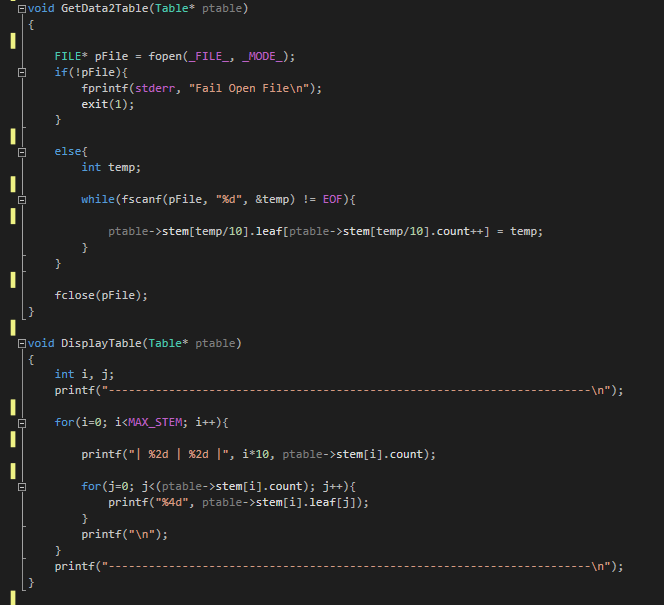 void GetData2Table(Table* ptable)
{
FILE* pFile = fopen(_FILE_, _MODE_);
if(!pFile){
fprintf(stderr, "Fail Open File\n");
exit(1);
}
else{
int temp;
while(fscanf(pFile, "%d", &temp) != EOF){
ptable->stem[temp/10].leaf[ptable->stem[temp/10].count++] = temp;
}
}
fclose(pFile);
}
void DisplayTable(Table* ptable)
{
int i, j;
printf("------------------------------------------------------------------------\n");
for(i=0; i<MAX_STEM; i++){
printf("| %2d | %2d |", i*10, ptable->stem[i].count);
for(j=0; j<(ptable->stem[i].count); j++){
printf("%4d", ptable->stem[i].leaf[j]);
}
printf("\n");
}
printf("------------------------------------------------------------------------\n");
}